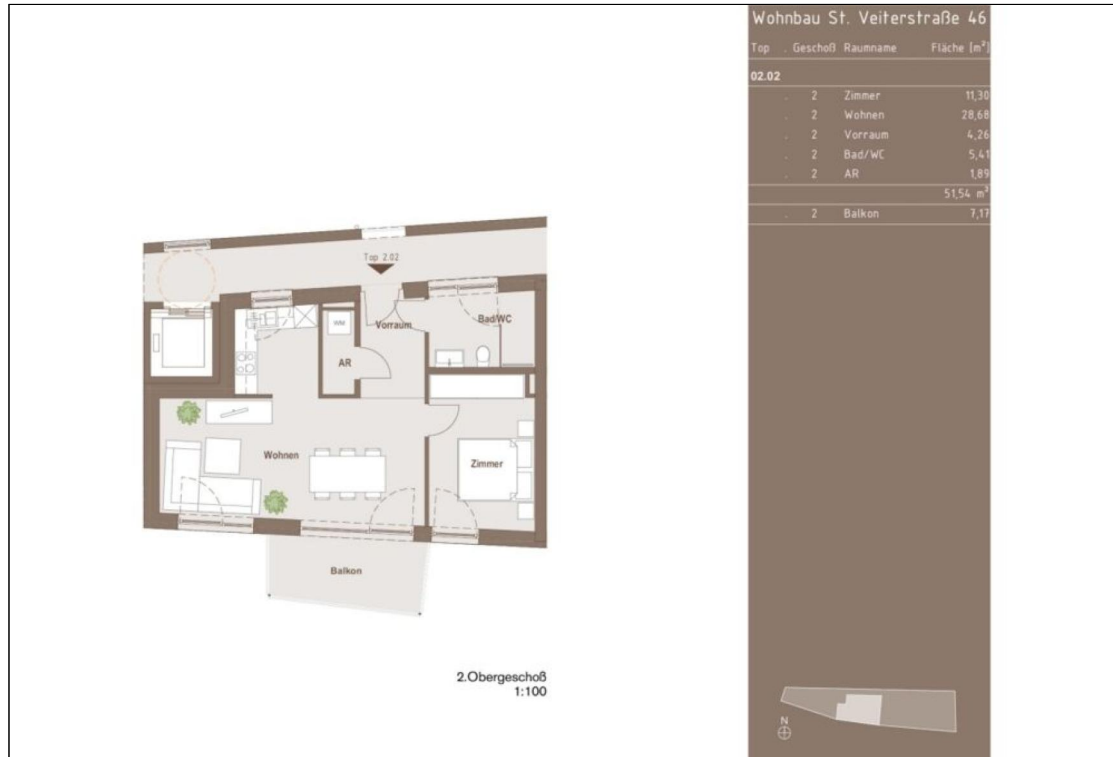 Wohnbau St. Veiterstraße 46
Top . Geschoß Raumname Fläche [m²]
02.02
. 2 Zimmer 11,30
. 2 Wohnen 28,68
. 2 Vorraum 4,26
. 2 Bad/WC 5,41
. 2 AR 1,89
51,54 m²
. 2 Balkon 7,17
Top 2.02
Bad/WC
WM
Vorraum
AR
Wohnen
Zimmer
Balkon
2.Obergeschoß
1:100
N